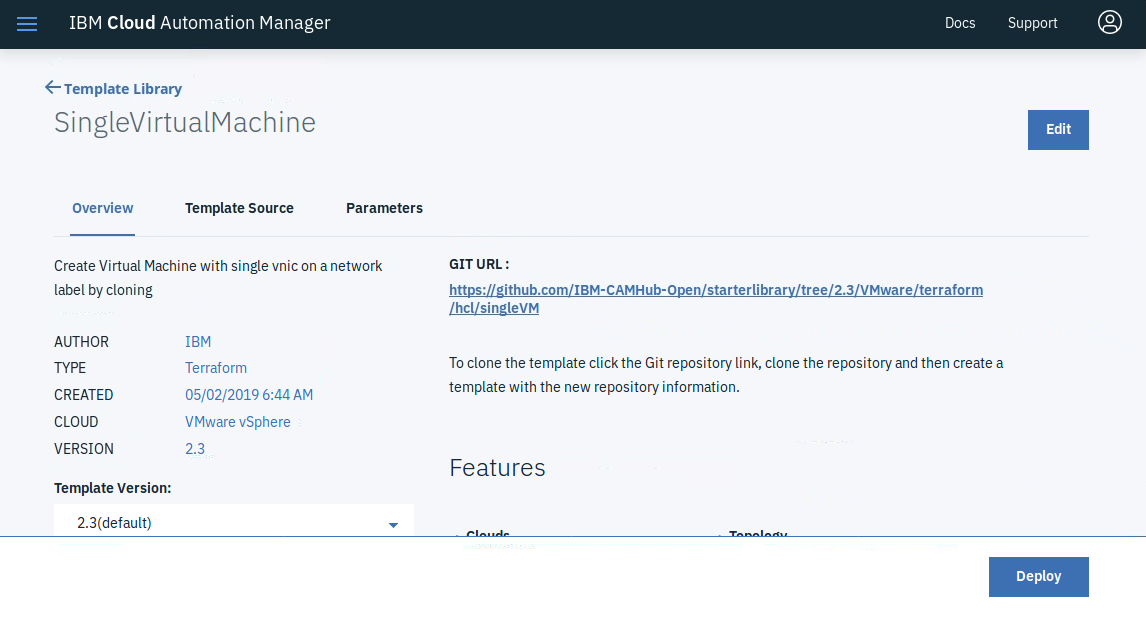 IBM Cloud Automation Manager
Docs
Support
Template Library
SingleVirtualMachine
Edit
Overview
Template Source
Parameters
Create Virtual Machine with single vnic on a network
label by cloning
AUTHOR IBM
TYPE Terraform
CREATED 05/02/2019 6:44 AM
CLOUD VMware vSphere
VERSION 2.3
Template Version:
2.3(default)
GIT URL :
https://github.com/IBM-CAMHub-Open/starterlibrary/tree/2.3/VMware/terraform
/hcl/singleVM
To clone the template click the Git repository link, clone the repository and then create a
template with the new repository information.
Features
Clouds
Topology
Deploy